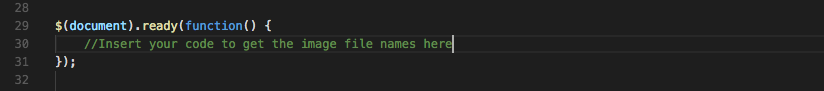 28
29 $(document).ready(function() {
30 //Insert your code to get the image file names here
31 });
32